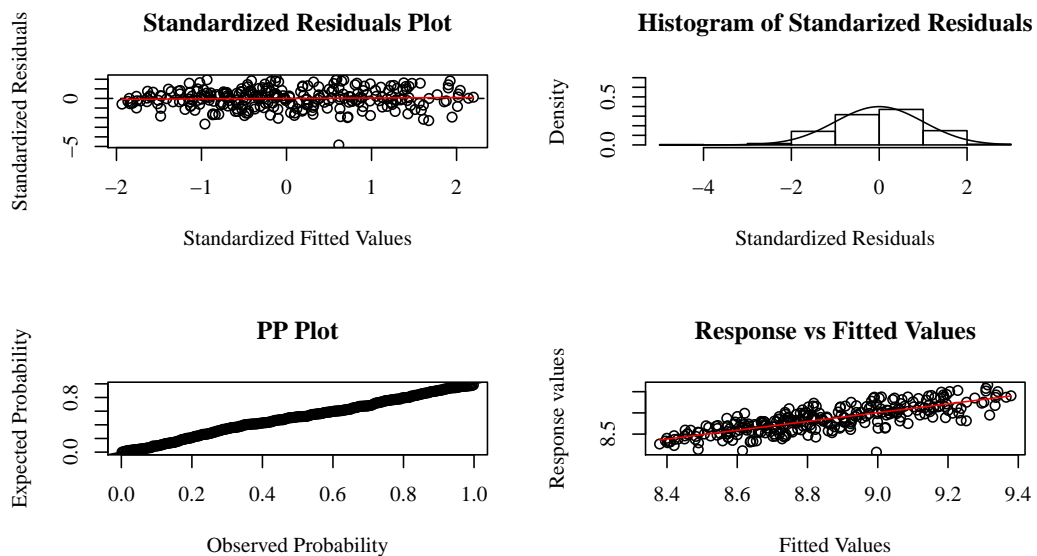 Standardized Residuals Plot
Standardized Residuals
0
−5
−2 −1 0 1 2
Standardized Fitted Values
Histogram of Standarized Residuals
Density
0.5
0.0
−4 −2 0 2
Standardized Residuals
PP Plot
Expected Probability
0.8
0.0
0.0 0.2 0.4 0.6 0.8 1.0
Observed Probability
Response vs Fitted Values
Response values
8.5
8.4 8.6 8.8 9.0 9.2 9.4
Fitted Values